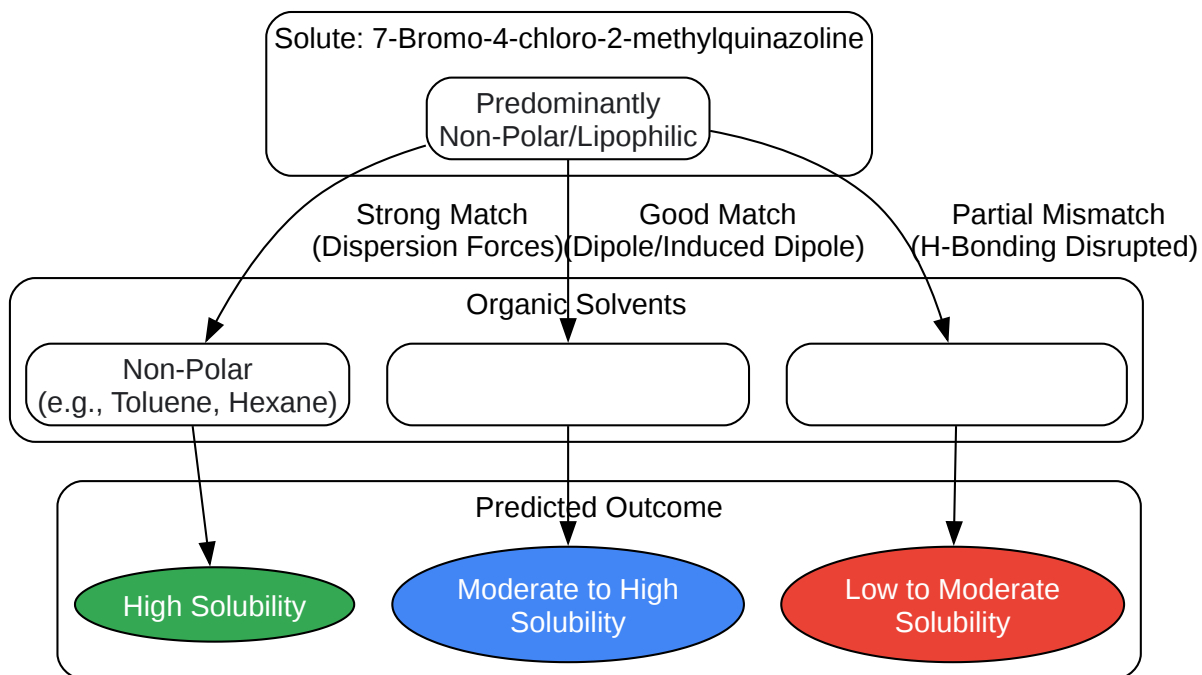 Solute: 7-Bromo-4-chloro-2-methylquinazoline
Predominantly
Non-Polar/Lipophilic
Strong Match
(Dispersion Forces)
Good Match
(Dipole/Induced Dipole)
Partial Mismatch
(H-Bonding Disrupted)
Organic Solvents
Non-Polar
(e.g., Toluene, Hexane)
Predicted Outcome
High Solubility
Moderate to High
Solubility
Low to Moderate
Solubility